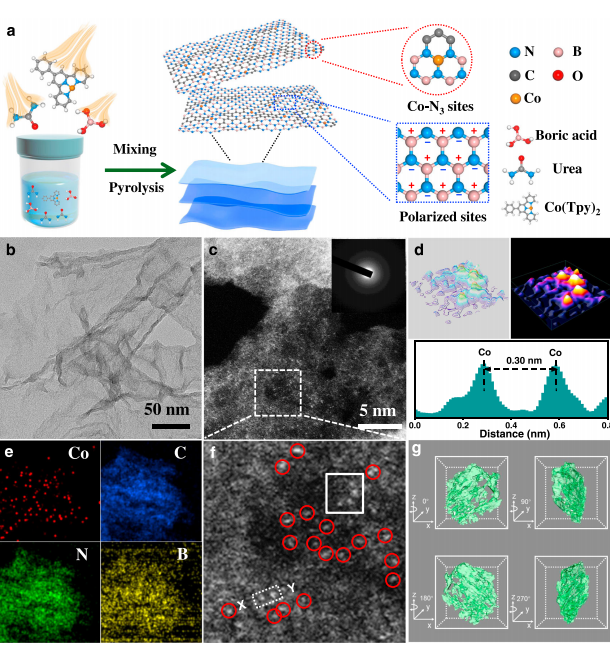 a
N B
C O
Co
Co-N3 sites
Mixing
Pyrolysis
Boric acid
Urea
Co(Tpy)2
+ + + +
− − −
+ + +
− − − −
+ + + +
− − −
Polarized sites
b
50 nm
c
5 nm
d
Co Co
0.30 nm
0.0 0.2 0.4 0.6 0.8
Distance (nm)
e
Co
C
N
B
f
X Y
g
z 0° y x
z 90° y x
z 180° y x
z 270° y x